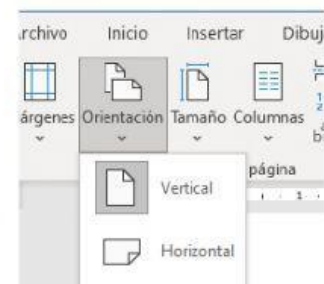 rchivo Inicio Insertar Dibuj
árgenes Orientación Tamaño Columnas
página
Vertical
Horizontal